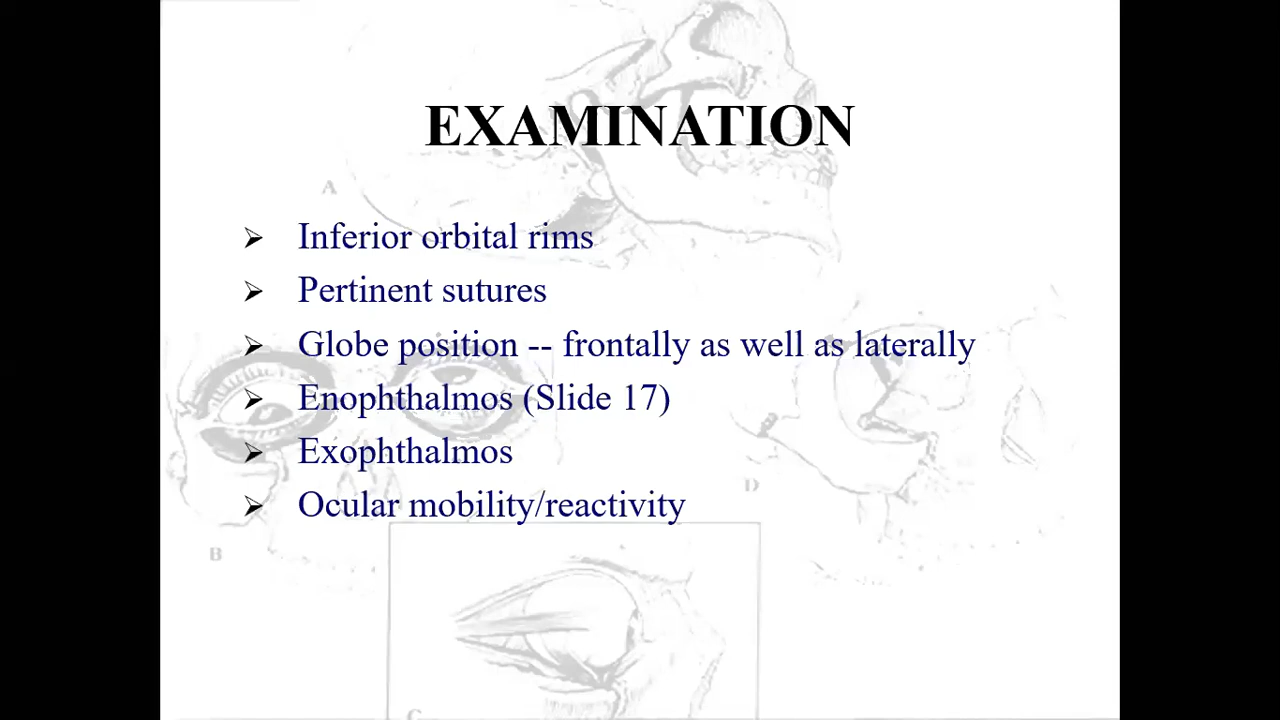 EXAMINATION
A
Inferior orbital rims
Pertinent sutures
Globe position -- frontally as well as laterally
Enophthalmos (Slide 17)
Exophthalmos
D
Ocular mobility/reactivity
B
C